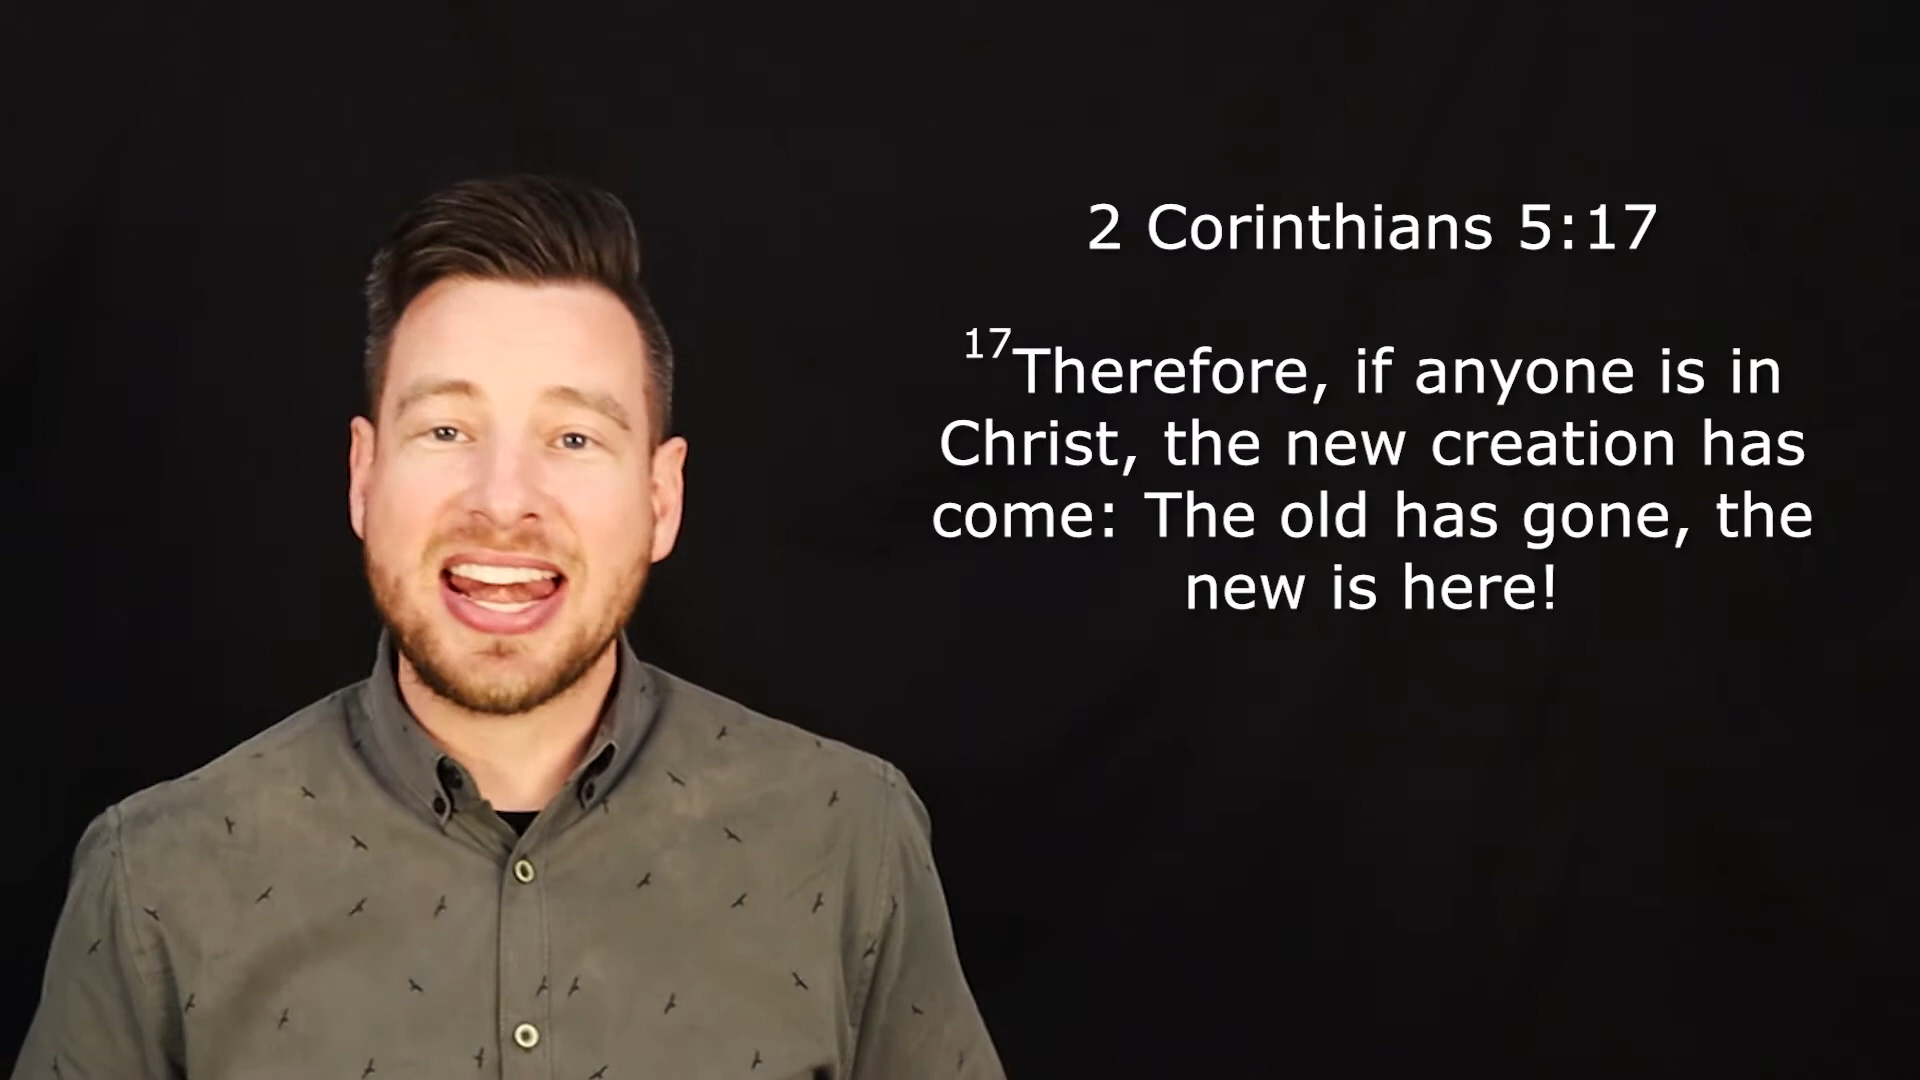 2 Corinthians 5:17
17Therefore, if anyone is in
Christ, the new creation has
come: The old has gone, the
new is here!